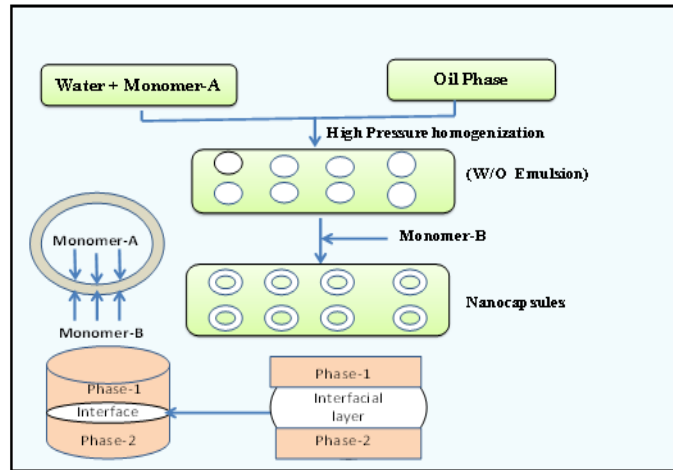 Water + Monomer-A
Oil Phase
High Pressure homogenization
(W/O Emulsion)
Monomer-B
Monomer-A
Nanocapsules
Monomer-B
Phase-1
Interface
Phase-2
Phase-1
Interfacial
layer
Phase-2